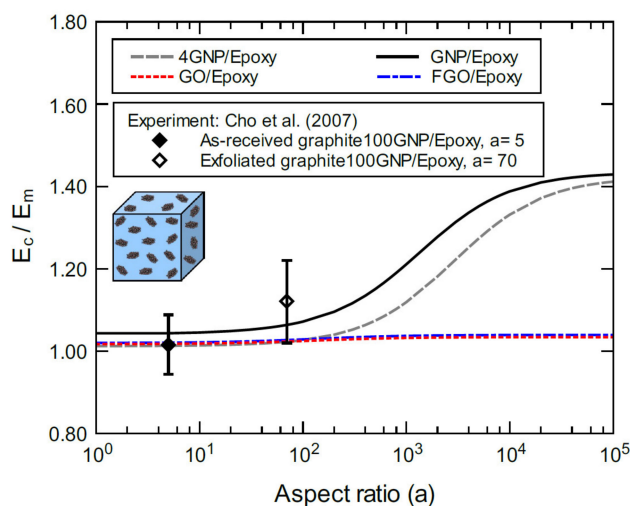 4GNP/Epoxy GNP/Epoxy
GO/Epoxy FGO/Epoxy
Experiment: Cho et al. (2007)
As-received graphite100GNP/Epoxy, a= 5
Exfoliated graphite100GNP/Epoxy, a= 70
E_c / E_m
1.80
1.60
1.40
1.20
1.00
0.80
10^0 10^1 10^2 10^3 10^4 10^5
Aspect ratio (a)